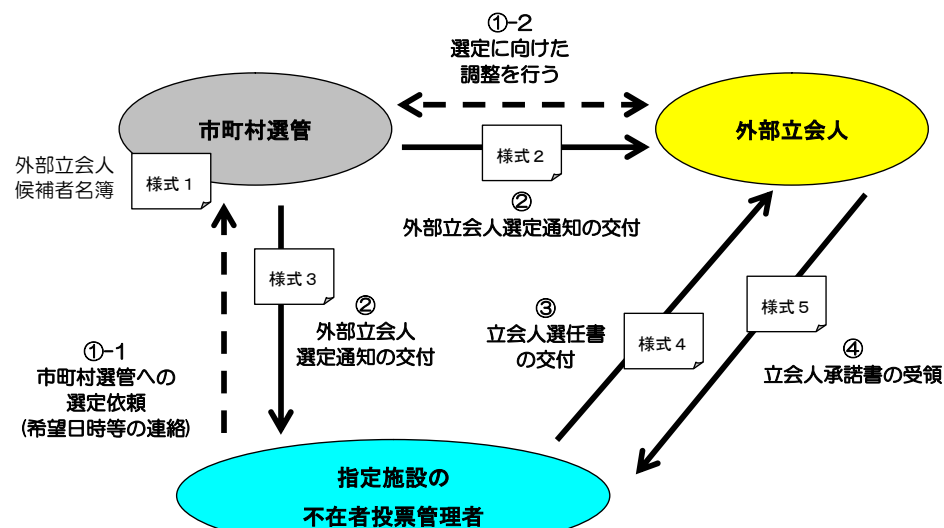 ①-2
選定に向けた
調整を行う
市町村選管
外部立会人
外部立会人
候補者名簿
様式１
様式２
②
外部立会人選定通知の交付
様式３
②
外部立会人
選定通知の交付
③
立会人選任書
の交付
様式４
様式５
④
立会人承諾書の受領
①-1
市町村選管への
選定依頼
(希望日時等の連絡)
指定施設の
不在者投票管理者